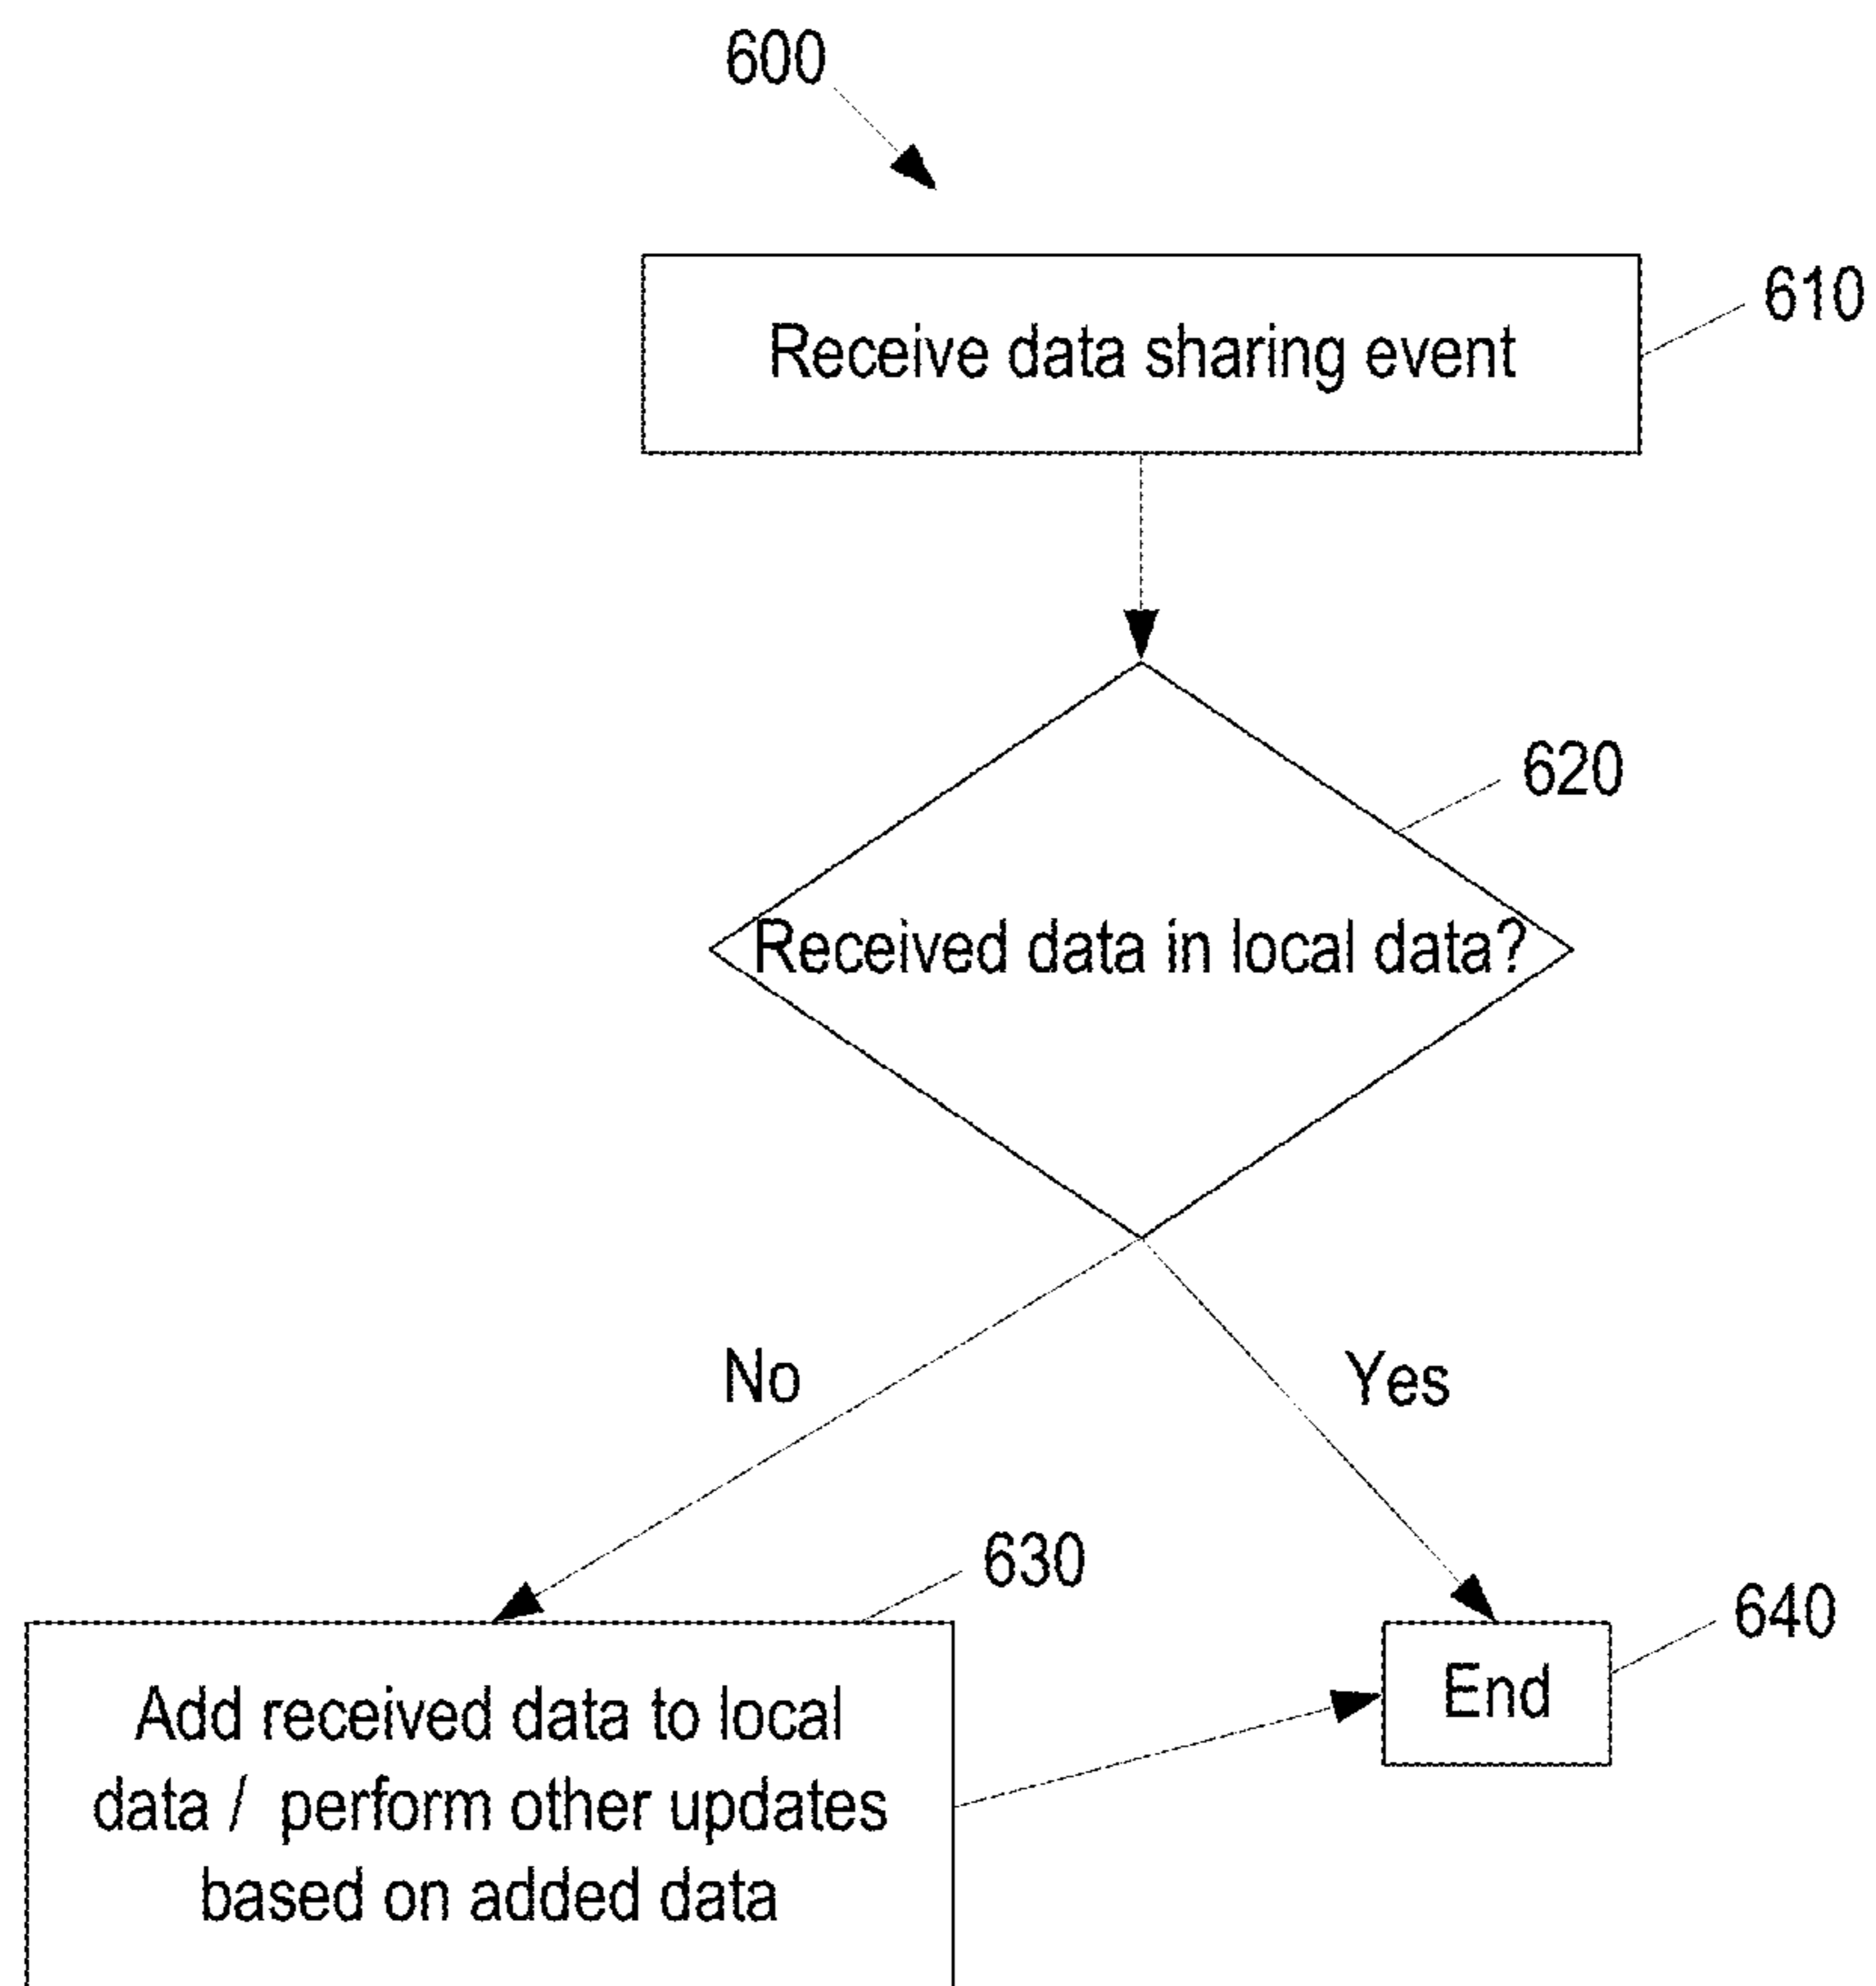 600
610
Receive data sharing event
620
Received data in local data?
No
Yes
630
640
End
Add received data to local
data / perform other updates
based on added data